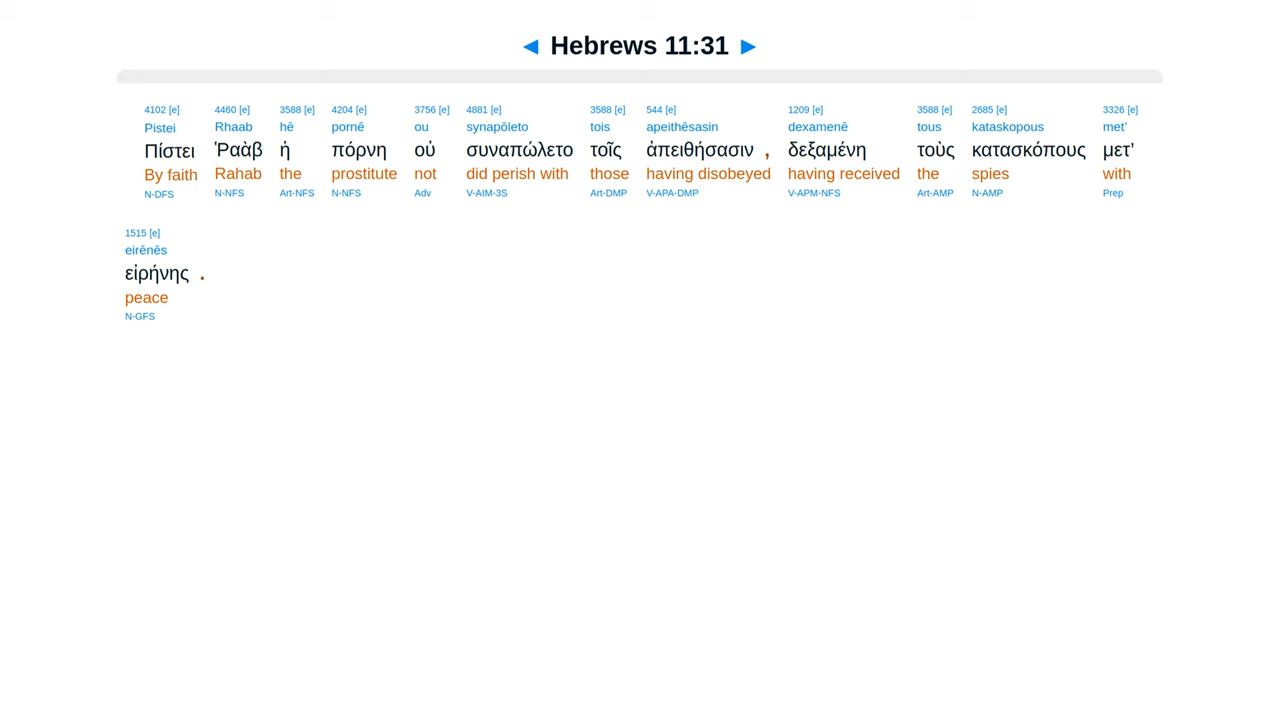 ◄ Hebrews 11:31 ►
4102 [e] 4460 [e] 3588 [e] 4204 [e] 3756 [e] 4881 [e] 3588 [e] 544 [e] 1209 [e] 3588 [e] 2685 [e] 3326 [e]
Pistei Rhaab hē pornē ou synapōleto tois apeithēsasin dexamenē tous kataskopous met’
Πίστει Ῥαὰβ ἡ πόρνη οὐ συναπώλετο τοῖς ἀπειθήσασιν , δεξαμένη τοὺς κατασκόπους μετ’
By faith Rahab the prostitute not did perish with those having disobeyed having received the spies with
N-DFS N-NFS Art-NFS N-NFS Adv V-AIM-3S Art-DMP V-APA-DMP V-APM-NFS Art-AMP N-AMP Prep
1515 [e]
eirēnēs
εἰρήνης .
peace
N-GFS